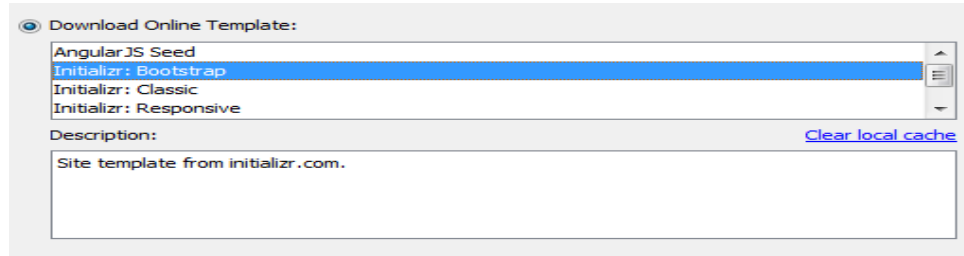 Download Online Template:
AngularJS Seed
Initializr: Bootstrap
Initializr: Classic
Initializr: Responsive
Description: Clear local cache
Site template from initializr.com.